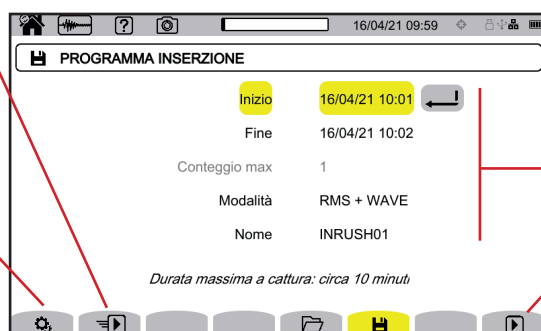 16/04/21 09:59
PROGRAMMA INSERZIONE
Inizio 16/04/21 10:01
Fine 16/04/21 10:02
Conteggio max 1
Modalità RMS + WAVE
Nome INRUSH01
Durata massima a cattura: circa 10 minuti